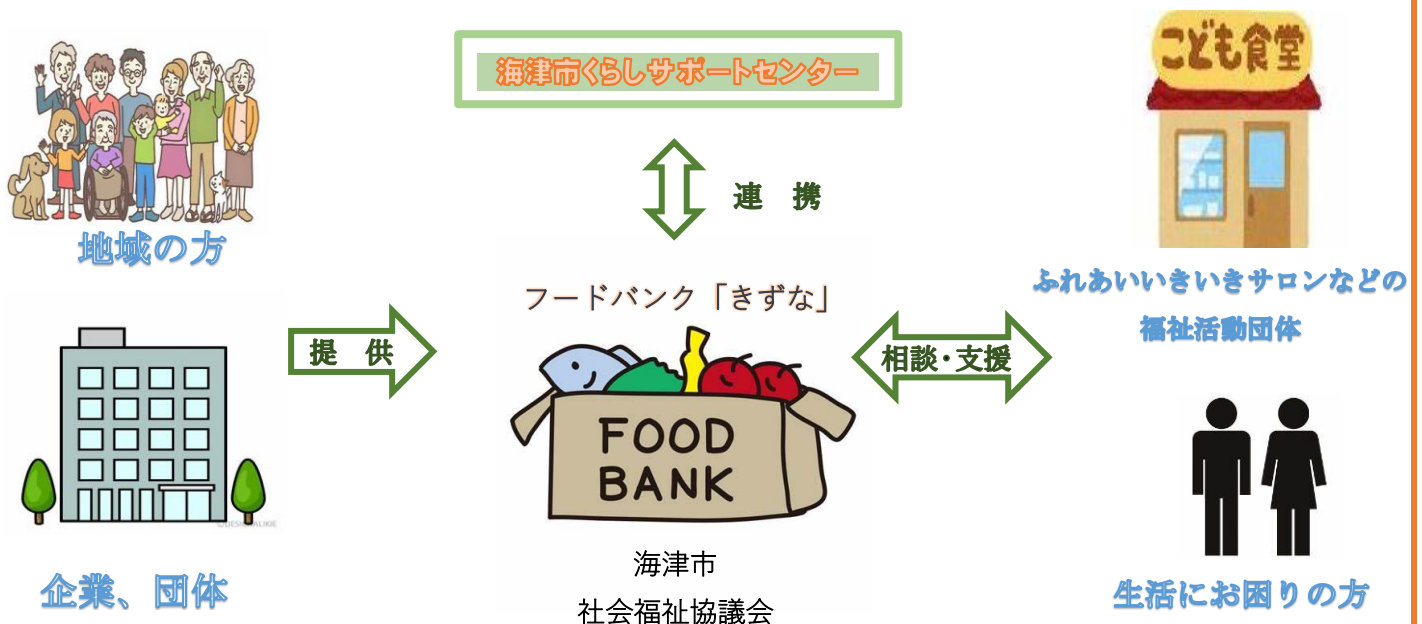 海津市くらしサポートセンター
こども食堂
連　携
地域の方
フードバンク「きずな」
ふれあいいきいきサロンなどの
福祉活動団体
提　供
相談・支援
FOOD
BANK
海津市
社会福祉協議会
企業、団体
生活にお困りの方